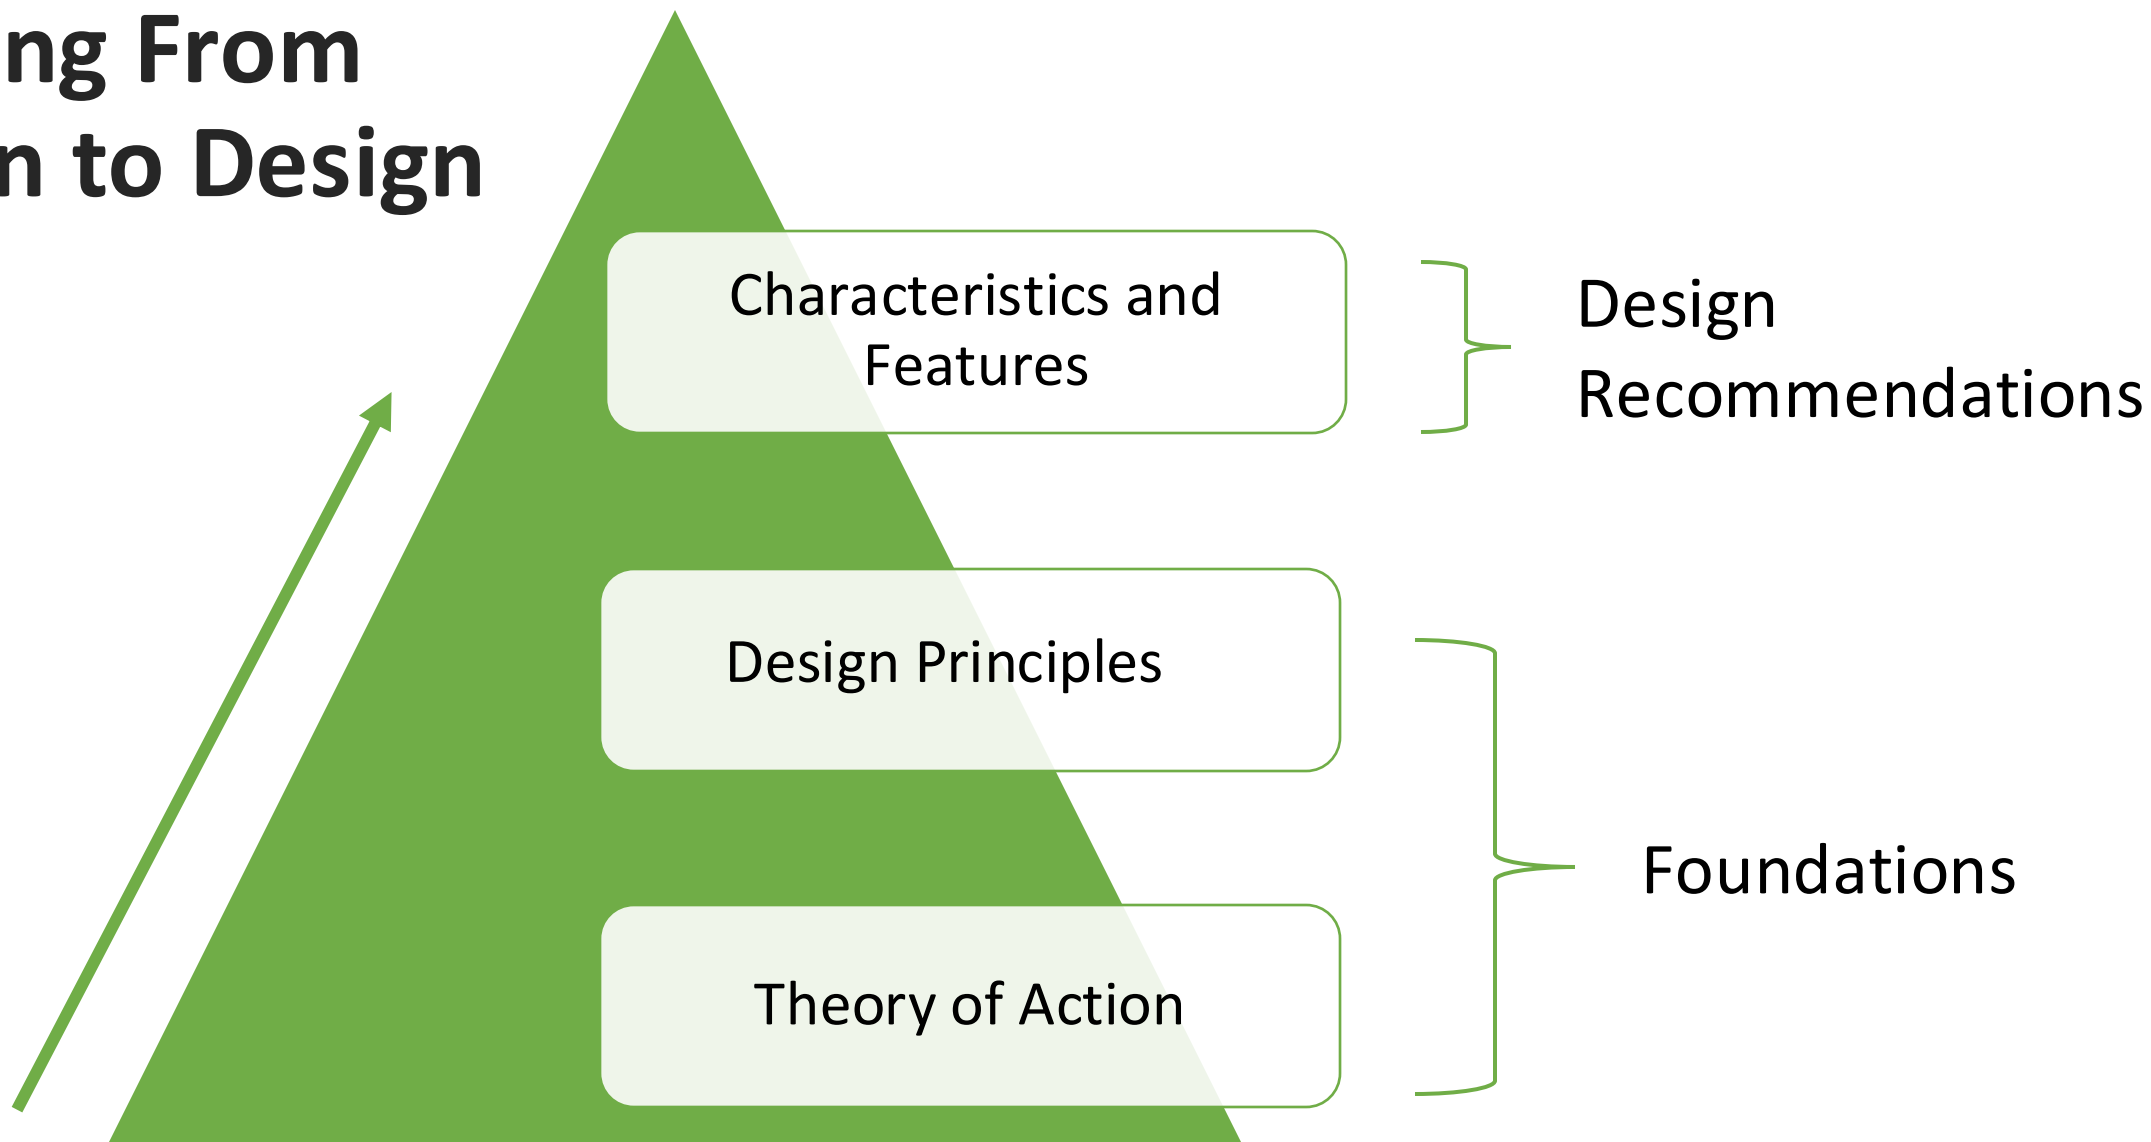 ng From
n to Design
Characteristics and
Features
Design
Recommendations
Design Principles
Foundations
Theory of Action